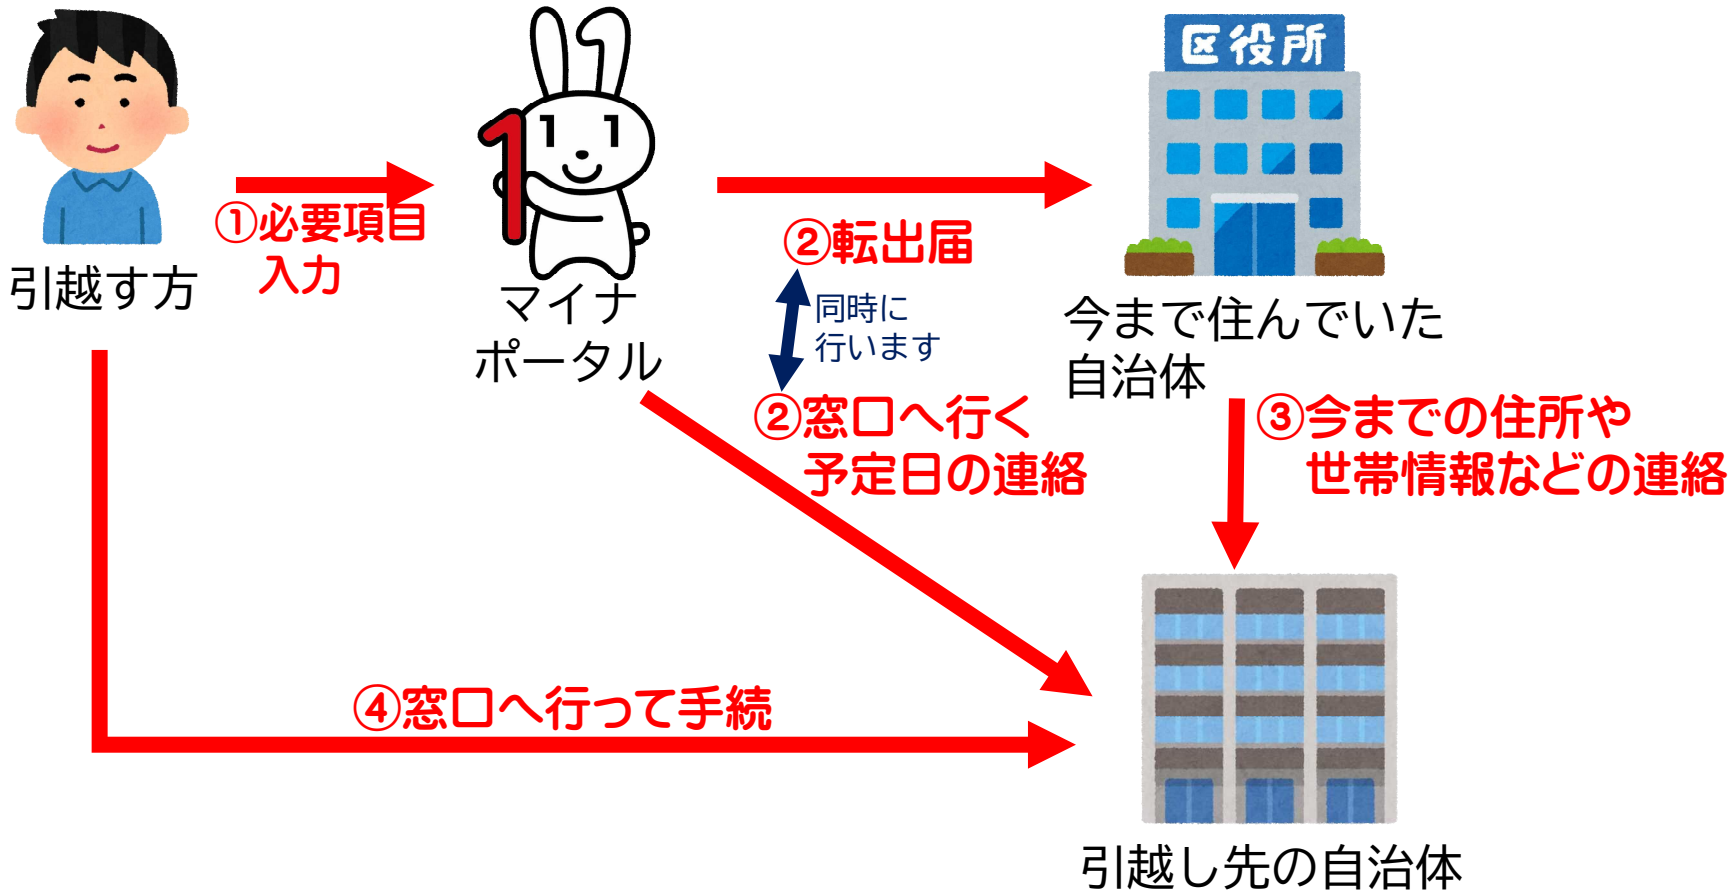 区役所
①必要項目
入力
引越す方
マイナ
ポータル
②転出届
同時に
行います
②窓口へ行く
予定日の連絡
今まで住んでいた
自治体
③今までの住所や
世帯情報などの連絡
④窓口へ行って手続
引越し先の自治体